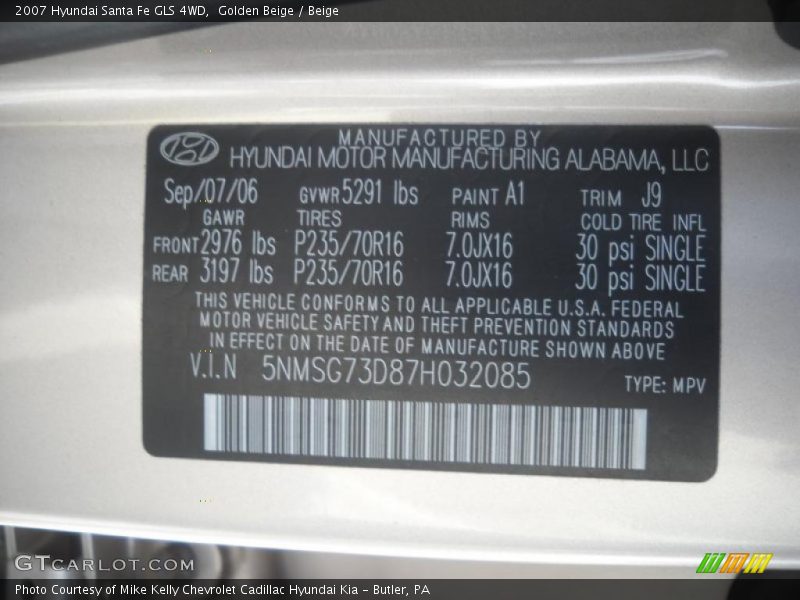 2007 Hyundai Santa Fe GLS 4WD,  Golden Beige / Beige
MANUFACTURED BY
HYUNDAI MOTOR MANUFACTURING ALABAMA, LLC
Sep/07/06 GVWR 5291 lbs PAINT A1 TRIM J9
GAWR TIRES RIMS COLD TIRE INFL
FRONT 2976 lbs P235/70R16 7.0JX16 30 psi SINGLE
REAR 3197 lbs P235/70R16 7.0JX16 30 psi SINGLE
THIS VEHICLE CONFORMS TO ALL APPLICABLE U.S.A. FEDERAL
MOTOR VEHICLE SAFETY AND THEFT PREVENTION STANDARDS
IN EFFECT ON THE DATE OF MANUFACTURE SHOWN ABOVE
V.I.N 5NMSG73D87H032085
TYPE: MPV
GTCARLOT.COM
Photo Courtesy of Mike Kelly Chevrolet Cadillac Hyundai Kia – Butler, PA